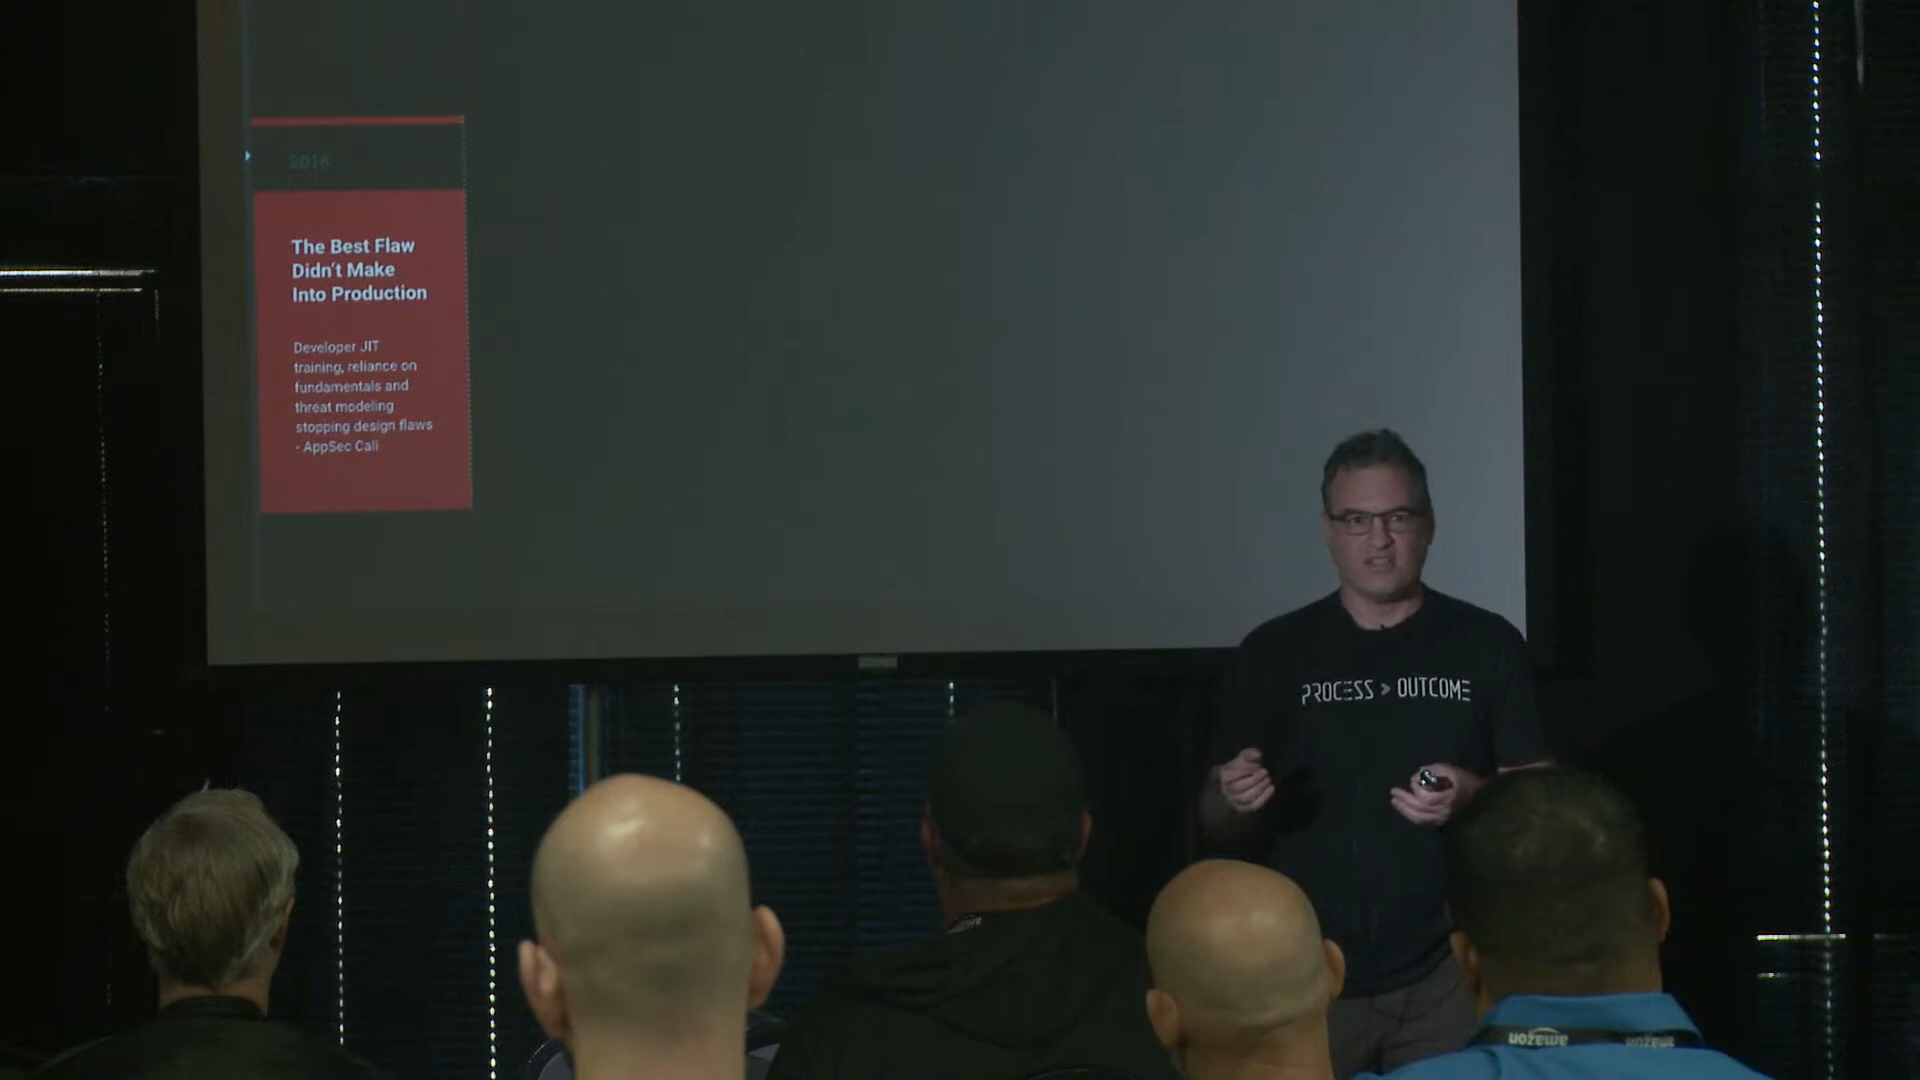 2018
The Best Flaw
Didn't Make
Into Production
Developer JIT
training, reliance on
fundamentals and
threat modeling
stopping design flaws
- AppSec Cali
PROCESS > OUTCOME
amazon
amazon